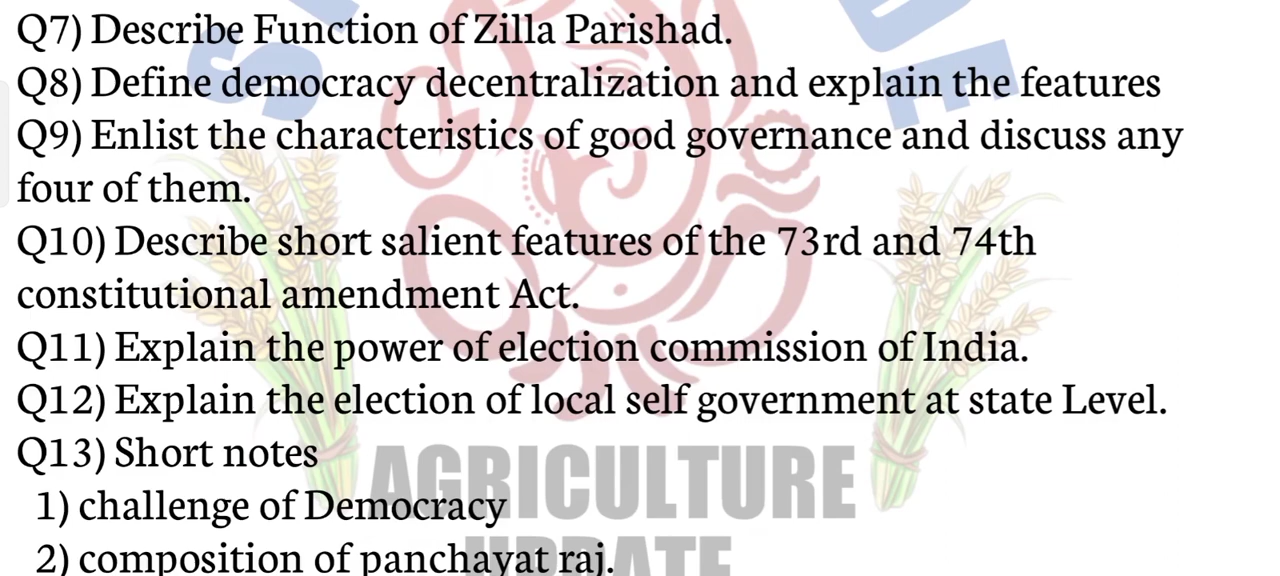 Q7) Describe Function of Zilla Parishad.
Q8) Define democracy decentralization and explain the features
Q9) Enlist the characteristics of good governance and discuss any
four of them.
Q10) Describe short salient features of the 73rd and 74th
constitutional amendment Act.
Q11) Explain the power of election commission of India.
Q12) Explain the election of local self government at state Level.
Q13) Short notes
1) challenge of Democracy
AGRICULTURE
2) composition of panchayat raj.
UPDATE